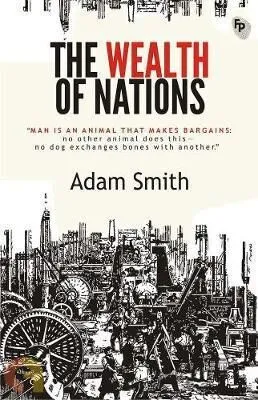 FP
THE WEALTH
OF NATIONS
"MAN IS AN ANIMAL THAT MAKES BARGAINS:
no other animal does this—
no dog exchanges bones with another."
Adam Smith